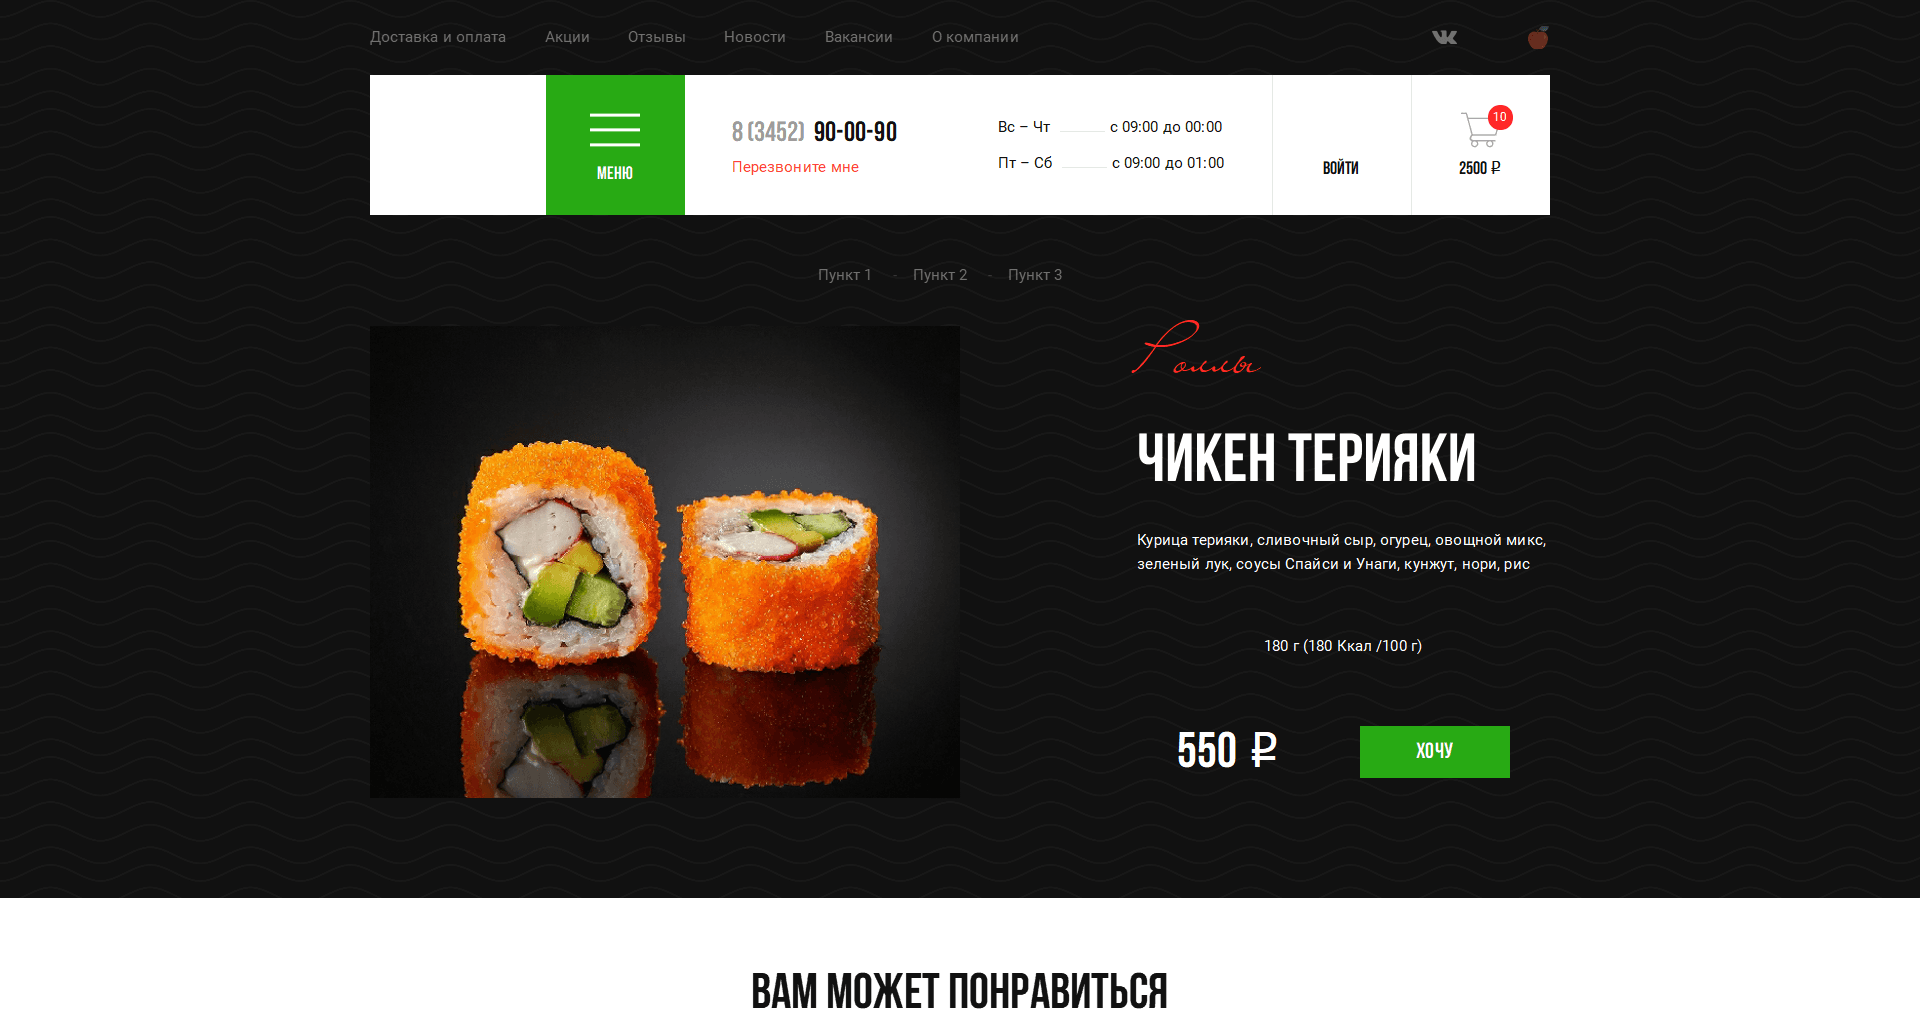 Доставка и оплата Акции Отзывы Новости Вакансии О компании
МЕНЮ
8 (3452) 90-00-90
Перезвоните мне
Вс – Чт с 09:00 до 00:00
Пт – Сб с 09:00 до 01:00
ВОЙТИ
10
2500 ₽
Пункт 1 - Пункт 2 - Пункт 3
Роллы
ЧИКЕН ТЕРИЯКИ
Курица терияки, сливочный сыр, огурец, овощной микс,
зеленый лук, соусы Спайси и Унаги, кунжут, нори, рис
180 г (180 Ккал /100 г)
550 ₽
ХОЧУ
ВАМ МОЖЕТ ПОНРАВИТЬСЯ